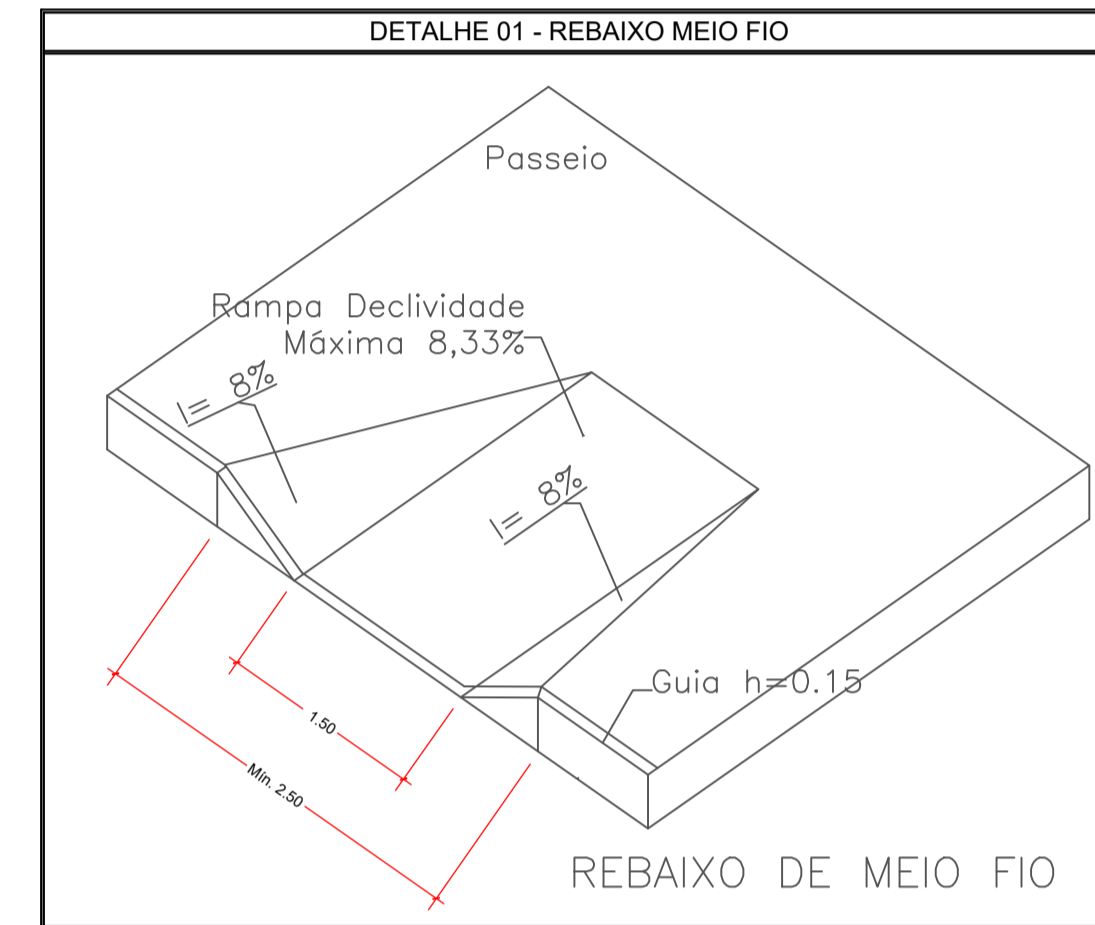 DETALHE 01 - REBAIXO MEIO FIO
Passeio
Rampa Declividade
Máxima 8,33%
I= 8%
I= 8%
Guia h=0.15
1.50
Mín. 2.50
REBAIXO DE MEIO FIO